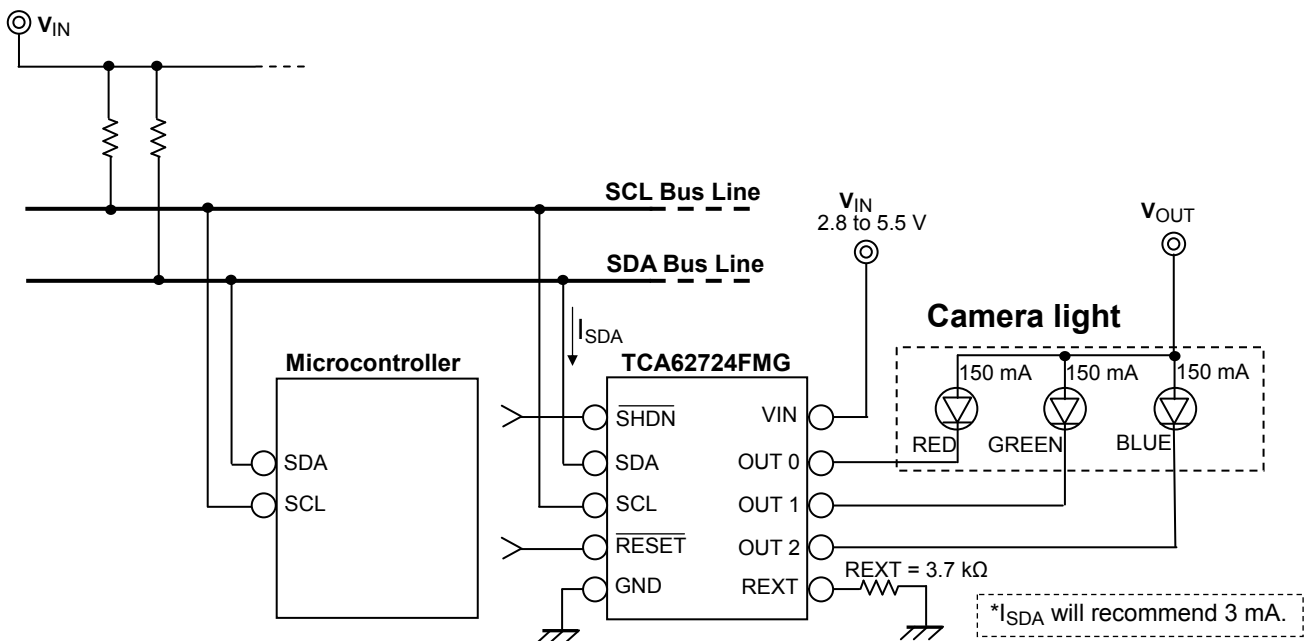 VIN
SCL Bus Line
VIN
2.8 to 5.5 V
VOUT
SDA Bus Line
ISDA
Camera light
Microcontroller
TCA62724FMG
150 mA
150 mA
150 mA
SHDN
VIN
RED
GREEN
BLUE
SDA
SDA
OUT 0
SCL
SCL
OUT 1
RESET
OUT 2
GND
REXT
REXT = 3.7 kΩ
*ISDA will recommend 3 mA.